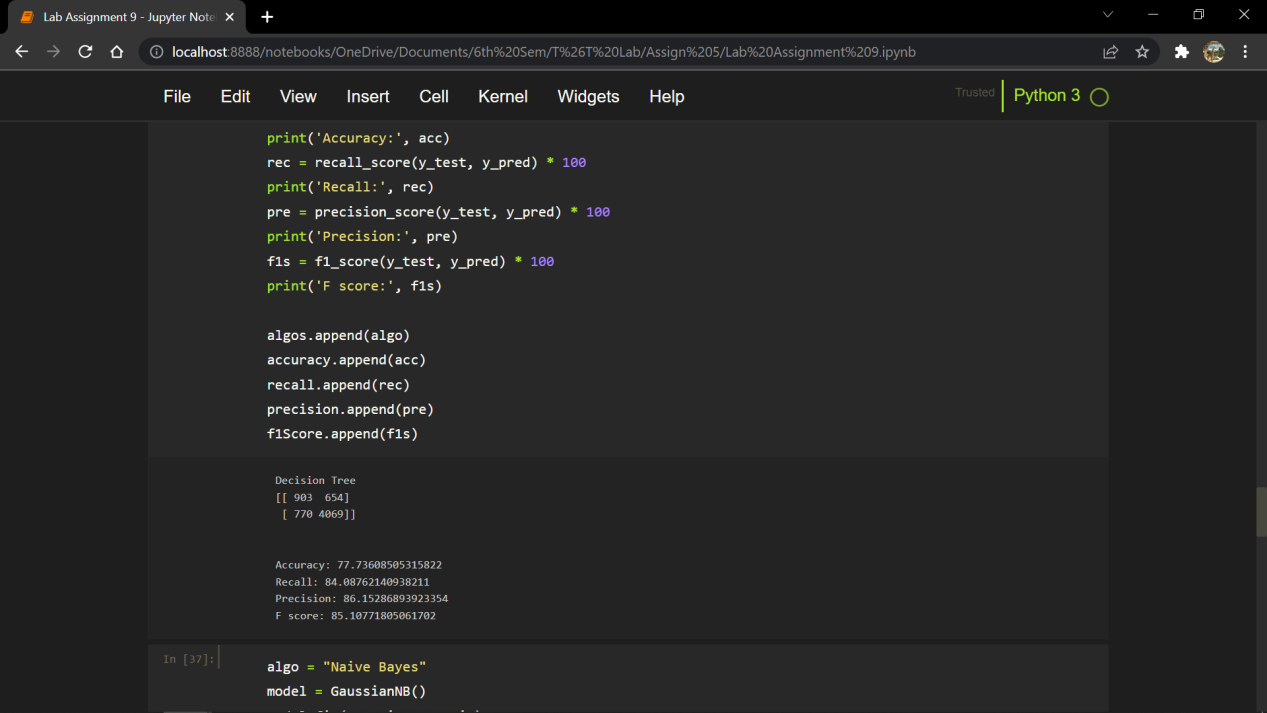 Lab Assignment 9 - Jupyter Note
localhost:8888/notebooks/OneDrive/Documents/6th%20Sem/T%26T%20Lab/Assign%205/Lab%20Assignment%209.ipynb
File Edit View Insert Cell Kernel Widgets Help Trusted Python 3
print('Accuracy:', acc)
rec = recall_score(y_test, y_pred) * 100
print('Recall:', rec)
pre = precision_score(y_test, y_pred) * 100
print('Precision:', pre)
f1s = f1_score(y_test, y_pred) * 100
print('F score:', f1s)
algos.append(algo)
accuracy.append(acc)
recall.append(rec)
precision.append(pre)
f1Score.append(f1s)
Decision Tree
[[ 903 654]
[ 770 4069]]
Accuracy: 77.73608505315822
Recall: 84.08762140938211
Precision: 86.15286893923354
F score: 85.10771805061702
In [37]:
algo = "Naive Bayes"
model = GaussianNB()